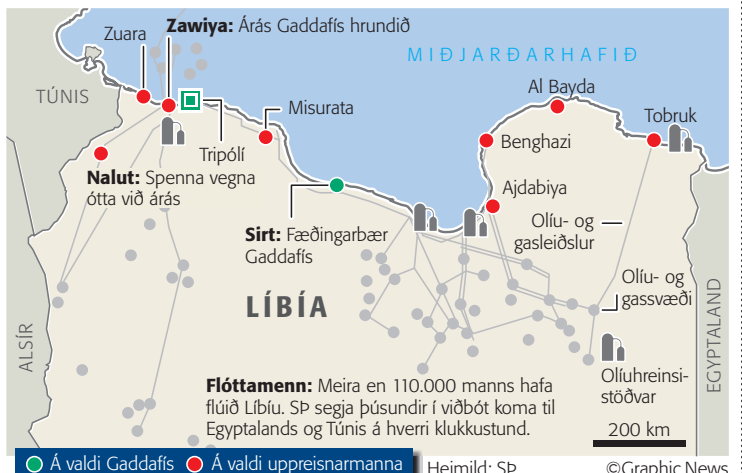 Zawiya: Árás Gaddafís hrundið
Zuara
MIÐJARÐARHAFIÐ
TÚNIS
Al Bayda
Misurata
Tobruk
Tripólí
Benghazi
Nalut: Spenna vegna
ótta við árás
Ajdabiya
Sirt: Fæðingarbær
Gaddafís
Olíu- og
gasleiðslur
Olíu- og
gassvæði
LÍBÍA
ALSÍR
EGYPTALAND
Olíuhreinsi-
stöðvar
Flóttamenn: Meira en 110.000 manns hafa
flúið Líbíu. SÞ segja þúsundir í viðbót koma til
Egyptalands og Túnis á hverri klukkustund.
200 km
Á valdi Gaddafís Á valdi uppreisnarmanna
Heimild: SÞ
©Graphic News